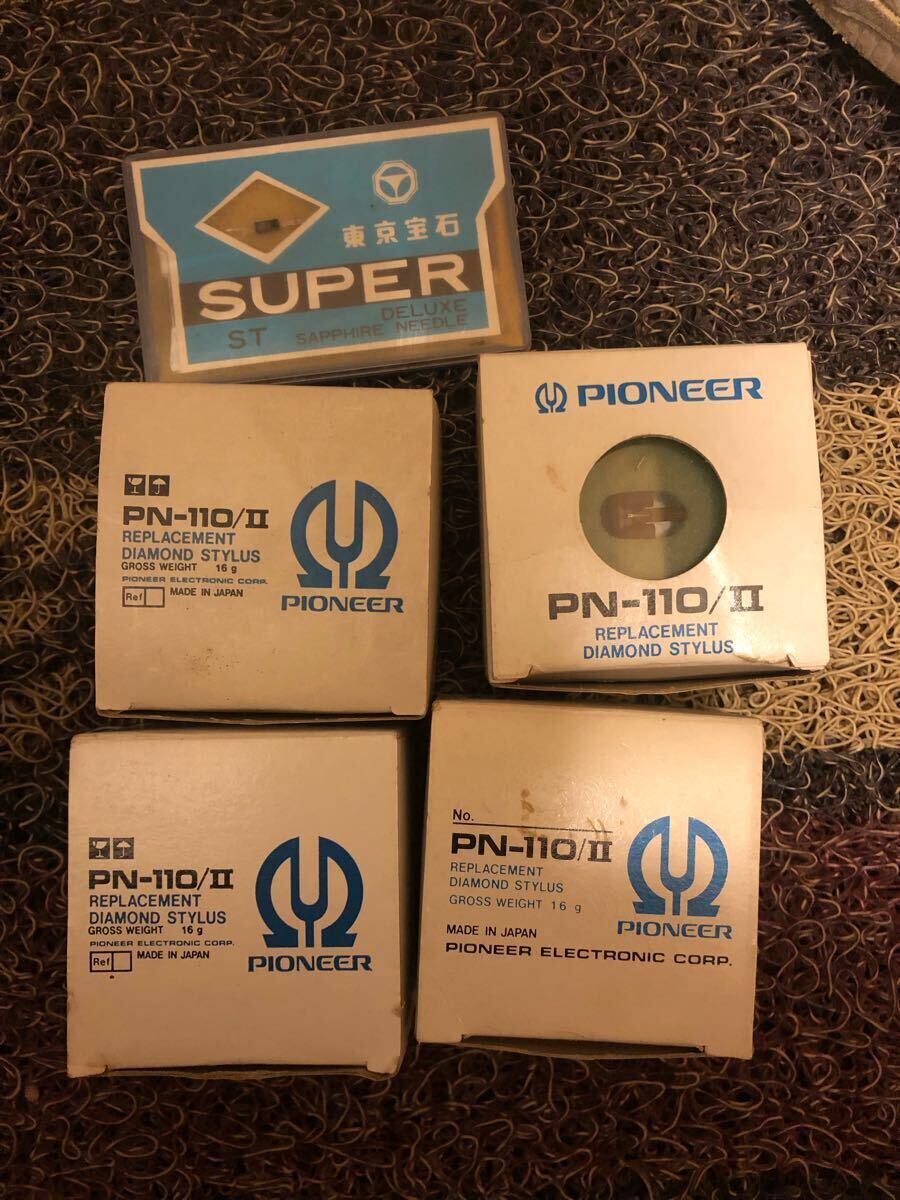 東京宝石
SUPER
DELUXE
ST SAPPHIRE NEEDLE
PN-110/II
REPLACEMENT
DIAMOND STYLUS
GROSS WEIGHT 16 g
PIONEER ELECTRONIC CORP.
Ref MADE IN JAPAN
PIONEER
PIONEER
PN-110/II
REPLACEMENT
DIAMOND STYLUS
PN-110/II
REPLACEMENT
DIAMOND STYLUS
GROSS WEIGHT 16 g
PIONEER ELECTRONIC CORP.
Ref MADE IN JAPAN
PIONEER
No.
PN-110/II
REPLACEMENT
DIAMOND STYLUS
GROSS WEIGHT 16 g
PIONEER
MADE IN JAPAN
PIONEER ELECTRONIC CORP.